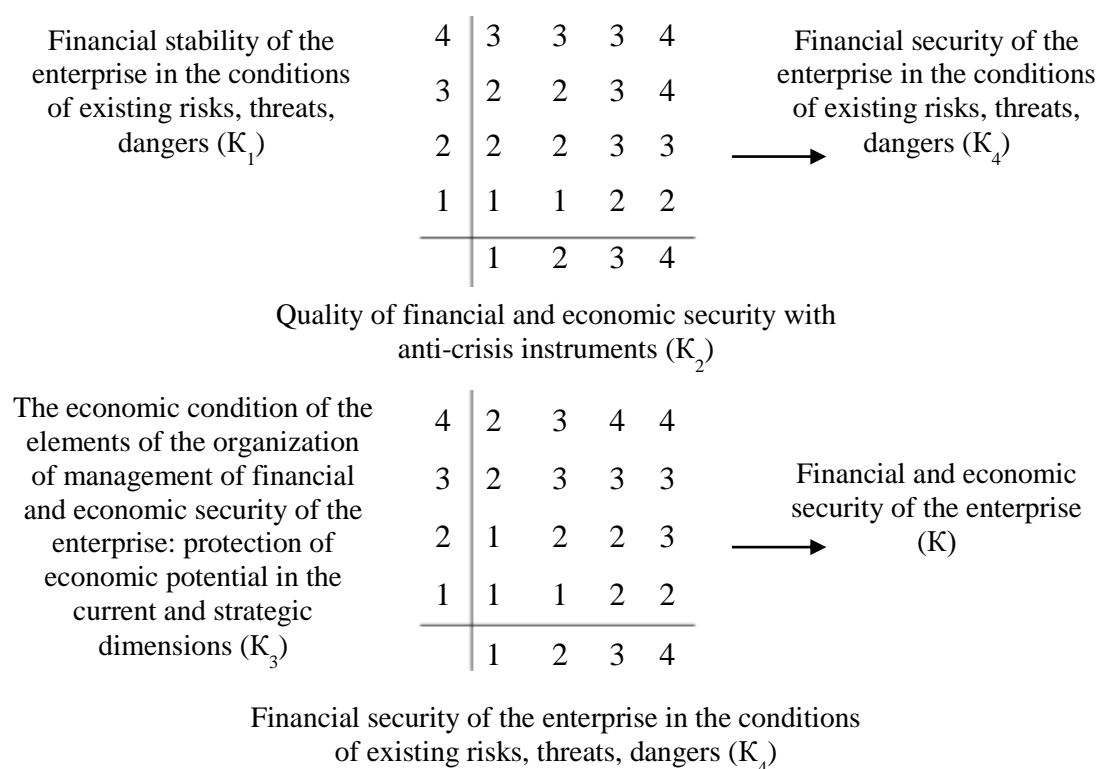 Financial stability of the
enterprise in the conditions
of existing risks, threats,
dangers (К₁)
4 3 3 3 4
3 2 2 3 4
2 2 2 3 3
1 1 1 2 2
1 2 3 4
Financial security of the
enterprise in the conditions
of existing risks, threats,
dangers (К₄)
Quality of financial and economic security with
anti-crisis instruments (К₂)
The economic condition of the
elements of the organization
of management of financial
and economic security of the
enterprise: protection of
economic potential in the
current and strategic
dimensions (К₃)
4 2 3 4 4
3 2 3 3 3
2 1 2 2 3
1 1 1 2 2
1 2 3 4
Financial and economic
security of the enterprise
(К)
Financial security of the enterprise in the conditions
of existing risks, threats, dangers (К₄)